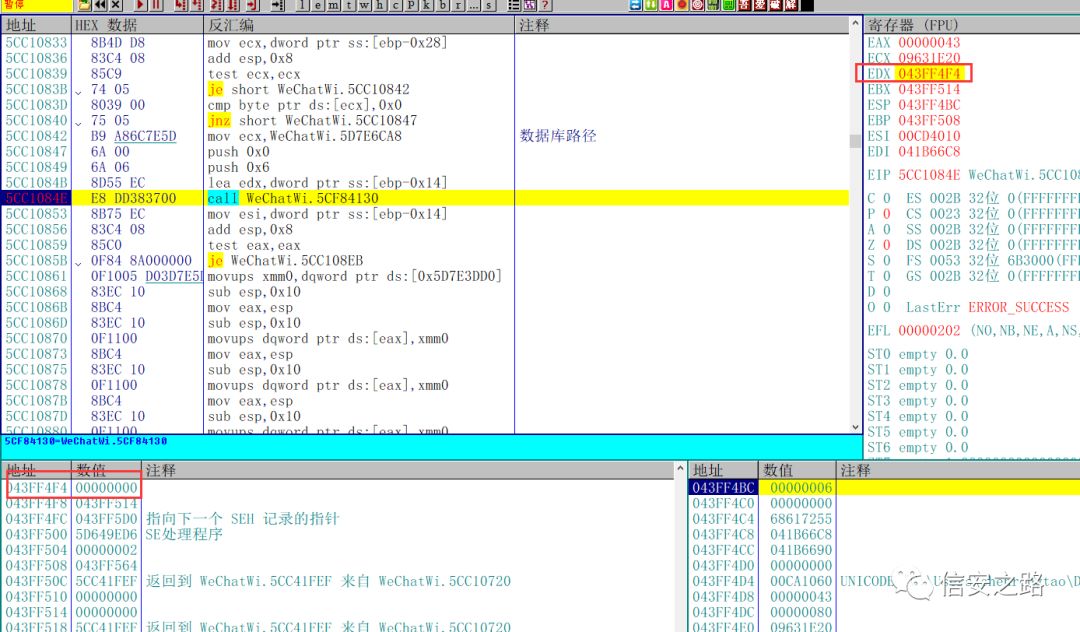 暂停
l e m t w h c P k b r ... s
吾 爱 破 解
地址 HEX 数据 反汇编 注释
5CC10833 8B4D D8 mov ecx,dword ptr ss:[ebp-0x28]
5CC10836 83C4 08 add esp,0x8
5CC10839 85C9 test ecx,ecx
5CC1083B 74 05 je short WeChatWi.5CC10842
5CC1083D 8039 00 cmp byte ptr ds:[ecx],0x0
5CC10840 75 05 jnz short WeChatWi.5CC10847
5CC10842 B9 A86C7E5D mov ecx,WeChatWi.5D7E6CA8 数据库路径
5CC10847 6A 00 push 0x0
5CC10849 6A 06 push 0x6
5CC1084B 8D55 EC lea edx,dword ptr ss:[ebp-0x14]
5CC1084E E8 DD383700 call WeChatWi.5CF84130
5CC10853 8B75 EC mov esi,dword ptr ss:[ebp-0x14]
5CC10856 83C4 08 add esp,0x8
5CC10859 85C0 test eax,eax
5CC1085B 0F84 8A000000 je WeChatWi.5CC108EB
5CC10861 0F1005 D03D7E5D movups xmm0,dqword ptr ds:[0x5D7E3DD0]
5CC10868 83EC 10 sub esp,0x10
5CC1086B 8BC4 mov eax,esp
5CC1086D 83EC 10 sub esp,0x10
5CC10870 0F1100 movups dqword ptr ds:[eax],xmm0
5CC10873 8BC4 mov eax,esp
5CC10875 83EC 10 sub esp,0x10
5CC10878 0F1100 movups dqword ptr ds:[eax],xmm0
5CC1087B 8BC4 mov eax,esp
5CC1087D 83EC 10 sub esp,0x10
5CC10880 0F1100 movups dqword ptr ds:[eax],xmm0
5CF84130=WeChatWi.5CF84130
寄存器 (FPU)
EAX 00000043
ECX 09631E20
EDX 043FF4F4
EBX 043FF514
ESP 043FF4BC
EBP 043FF508
ESI 00CD4010
EDI 041B66C8
EIP 5CC1084E WeChatWi.5CC108
C 0 ES 002B 32位 0(FFFFFFF
P 0 CS 0023 32位 0(FFFFFFF
A 0 SS 002B 32位 0(FFFFFFF
Z 0 DS 002B 32位 0(FFFFFFF
S 0 FS 0053 32位 6B3000(FFF
T 0 GS 002B 32位 0(FFFFFFF
D 0
O 0 LastErr ERROR_SUCCESS
EFL 00000202 (NO,NB,NE,A,NS,
ST0 empty 0.0
ST1 empty 0.0
ST2 empty 0.0
ST3 empty 0.0
ST4 empty 0.0
ST5 empty 0.0
ST6 empty 0.0
地址 数值 注释
043FF4F4 00000000
043FF4F8 043FF514
043FF4FC 043FF5D0 指向下一个 SEH 记录的指针
043FF500 5D649ED6 SE处理程序
043FF504 00000002
043FF508 043FF564
043FF50C 5CC41FEF 返回到 WeChatWi.5CC41FEF 来自 WeChatWi.5CC10720
043FF510 00000000
043FF514 00000000
043FF518 5CC41FEF 返回到 WeChatWi.5CC41FEF 来自 WeChatWi.5CC10720
地址 数值 注释
043FF4BC 00000006
043FF4C0 00000000
043FF4C4 68617255
043FF4C8 041B66C8
043FF4CC 041B6690
043FF4D0 00000000
043FF4D4 00CA1060 UNICODE
043FF4D8 00000043
043FF4DC 00000080
043FF4E0 09631E20
信安之路